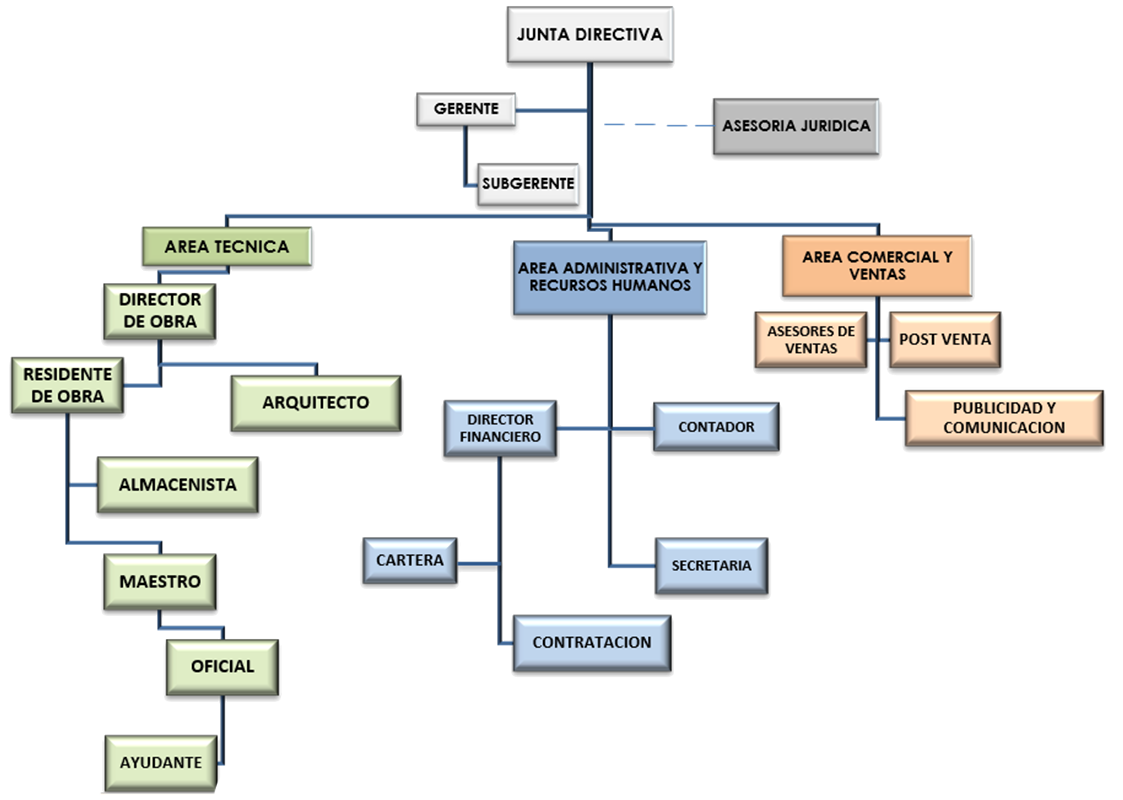 JUNTA DIRECTIVA
GERENTE
ASESORIA JURIDICA
SUBGERENTE
AREA TECNICA
AREA ADMINISTRATIVA Y
RECURSOS HUMANOS
AREA COMERCIAL Y
VENTAS
DIRECTOR
DE OBRA
ASESORES DE
VENTAS
POST VENTA
RESIDENTE
DE OBRA
ARQUITECTO
DIRECTOR
FINANCIERO
CONTADOR
PUBLICIDAD Y
COMUNICACION
ALMACENISTA
CARTERA
SECRETARIA
MAESTRO
CONTRATACION
OFICIAL
AYUDANTE